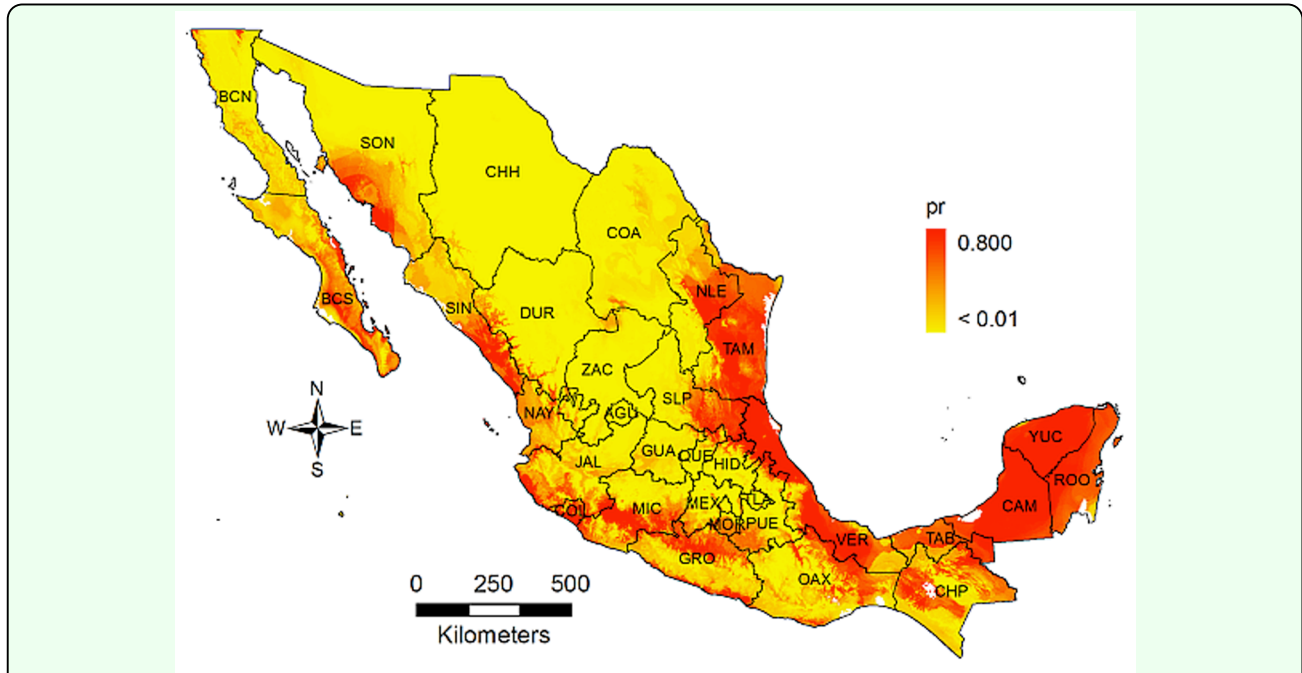 BCN
SON
CHH
COA
pr
0.800
< 0.01
NLE
BCS
SIN
DUR
TAM
ZAC
N
W E
S
NAY
AGU
SLP
JAL
GUA
QUE
HID
YUC
ROO
CAM
COL
MIC
MEX
TLA
MOR
PUE
VER
TAB
GRO
OAX
CHP
0 250 500
Kilometers